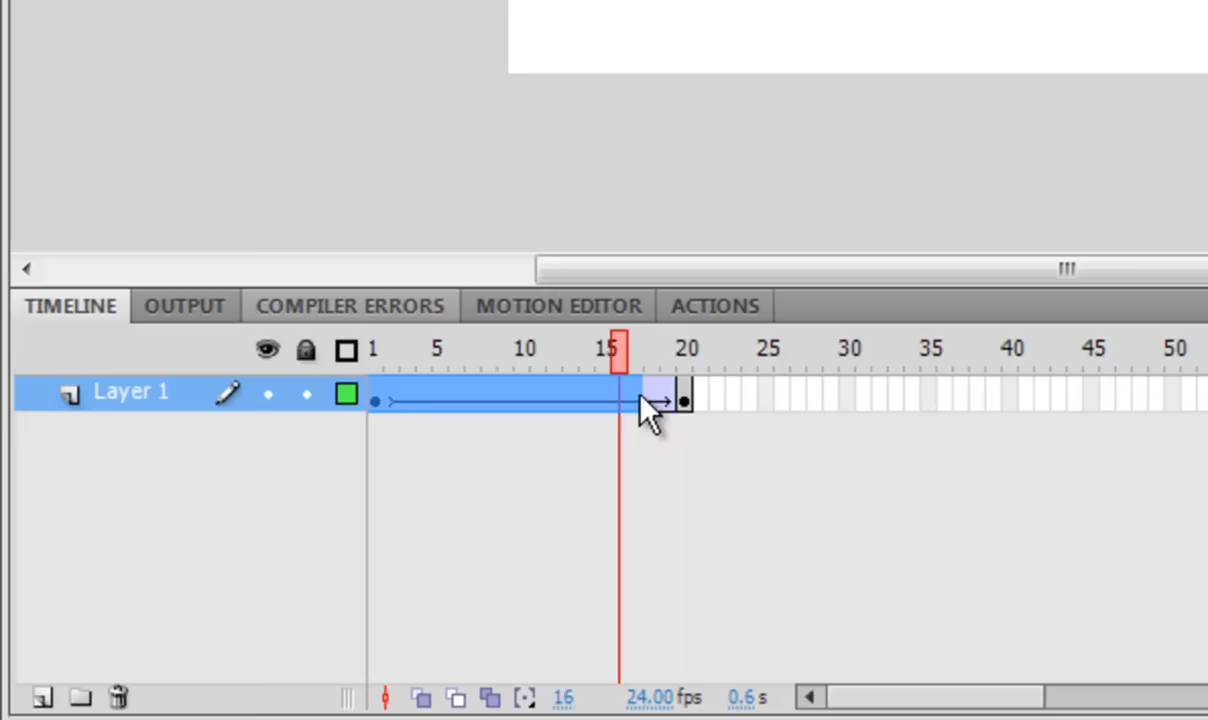 TIMELINE OUTPUT COMPILER ERRORS MOTION EDITOR ACTIONS
1 5 10 15 20 25 30 35 40 45 50
Layer 1
16 24.00 fps 0.6 s